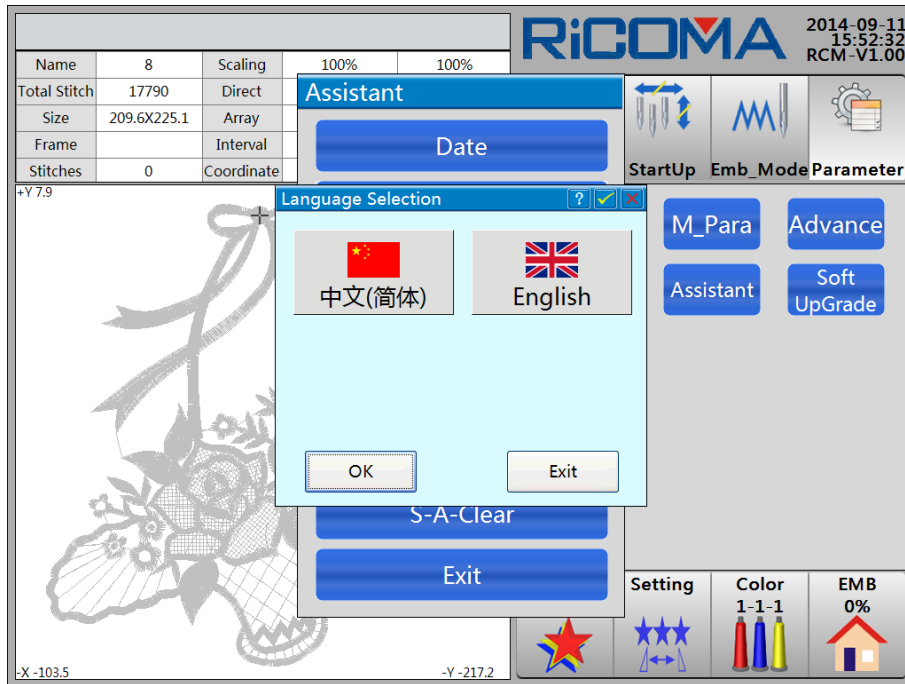 RiCOMA
2014-09-11
15:52:32
RCM-V1.00
Name 8 Scaling 100% 100%
Total Stitch 17790 Direct
Size 209.6X225.1 Array
Frame Interval
Stitches 0 Coordinate
Assistant
Date
StartUp Emb_Mode Parameter
+Y 7.9
Language Selection ?
中文(简体) English
OK Exit
S-A-Clear
Exit
M_Para Advance
Assistant Soft
UpGrade
Setting Color EMB
1-1-1 0%
-X -103.5 -Y -217.2